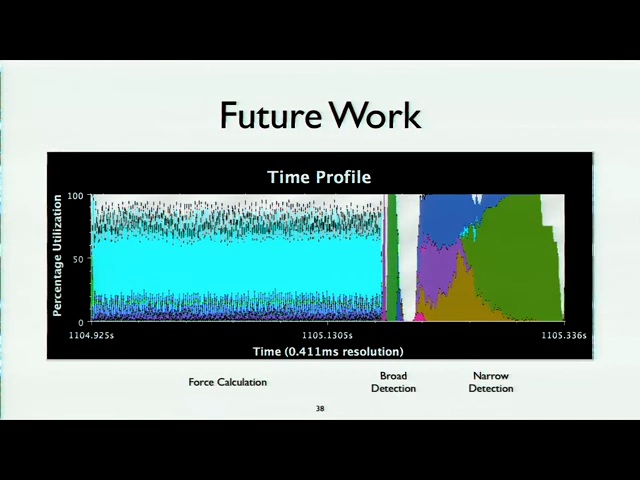 Future Work
Time Profile
Percentage Utilization
100
50
0
1104.925s
1105.1305s
1105.336s
Time (0.411ms resolution)
Force Calculation
Broad
Detection
Narrow
Detection
38